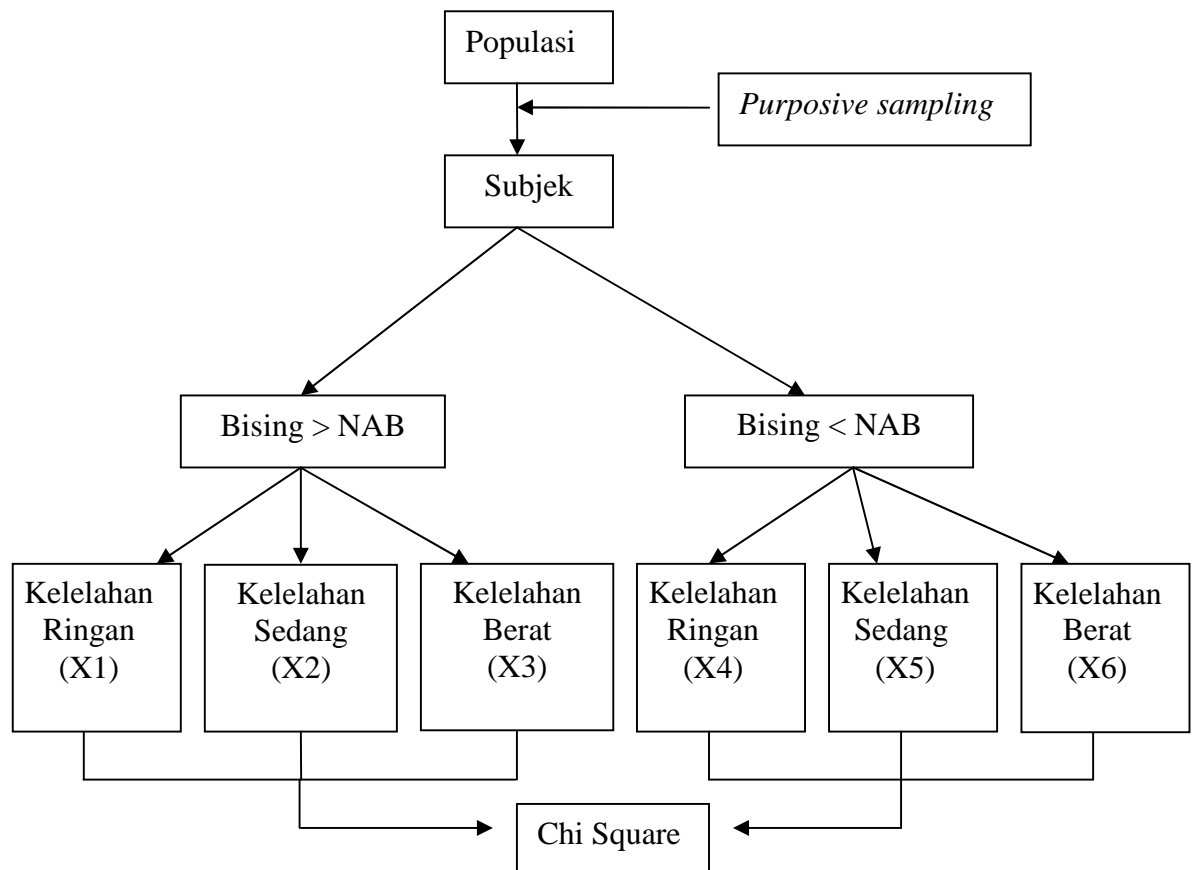 Populasi
Purposive sampling
Subjek
Bising > NAB
Bising < NAB
Kelelahan
Ringan
(X1)
Kelelahan
Sedang
(X2)
Kelelahan
Berat
(X3)
Kelelahan
Ringan
(X4)
Kelelahan
Sedang
(X5)
Kelelahan
Berat
(X6)
Chi Square